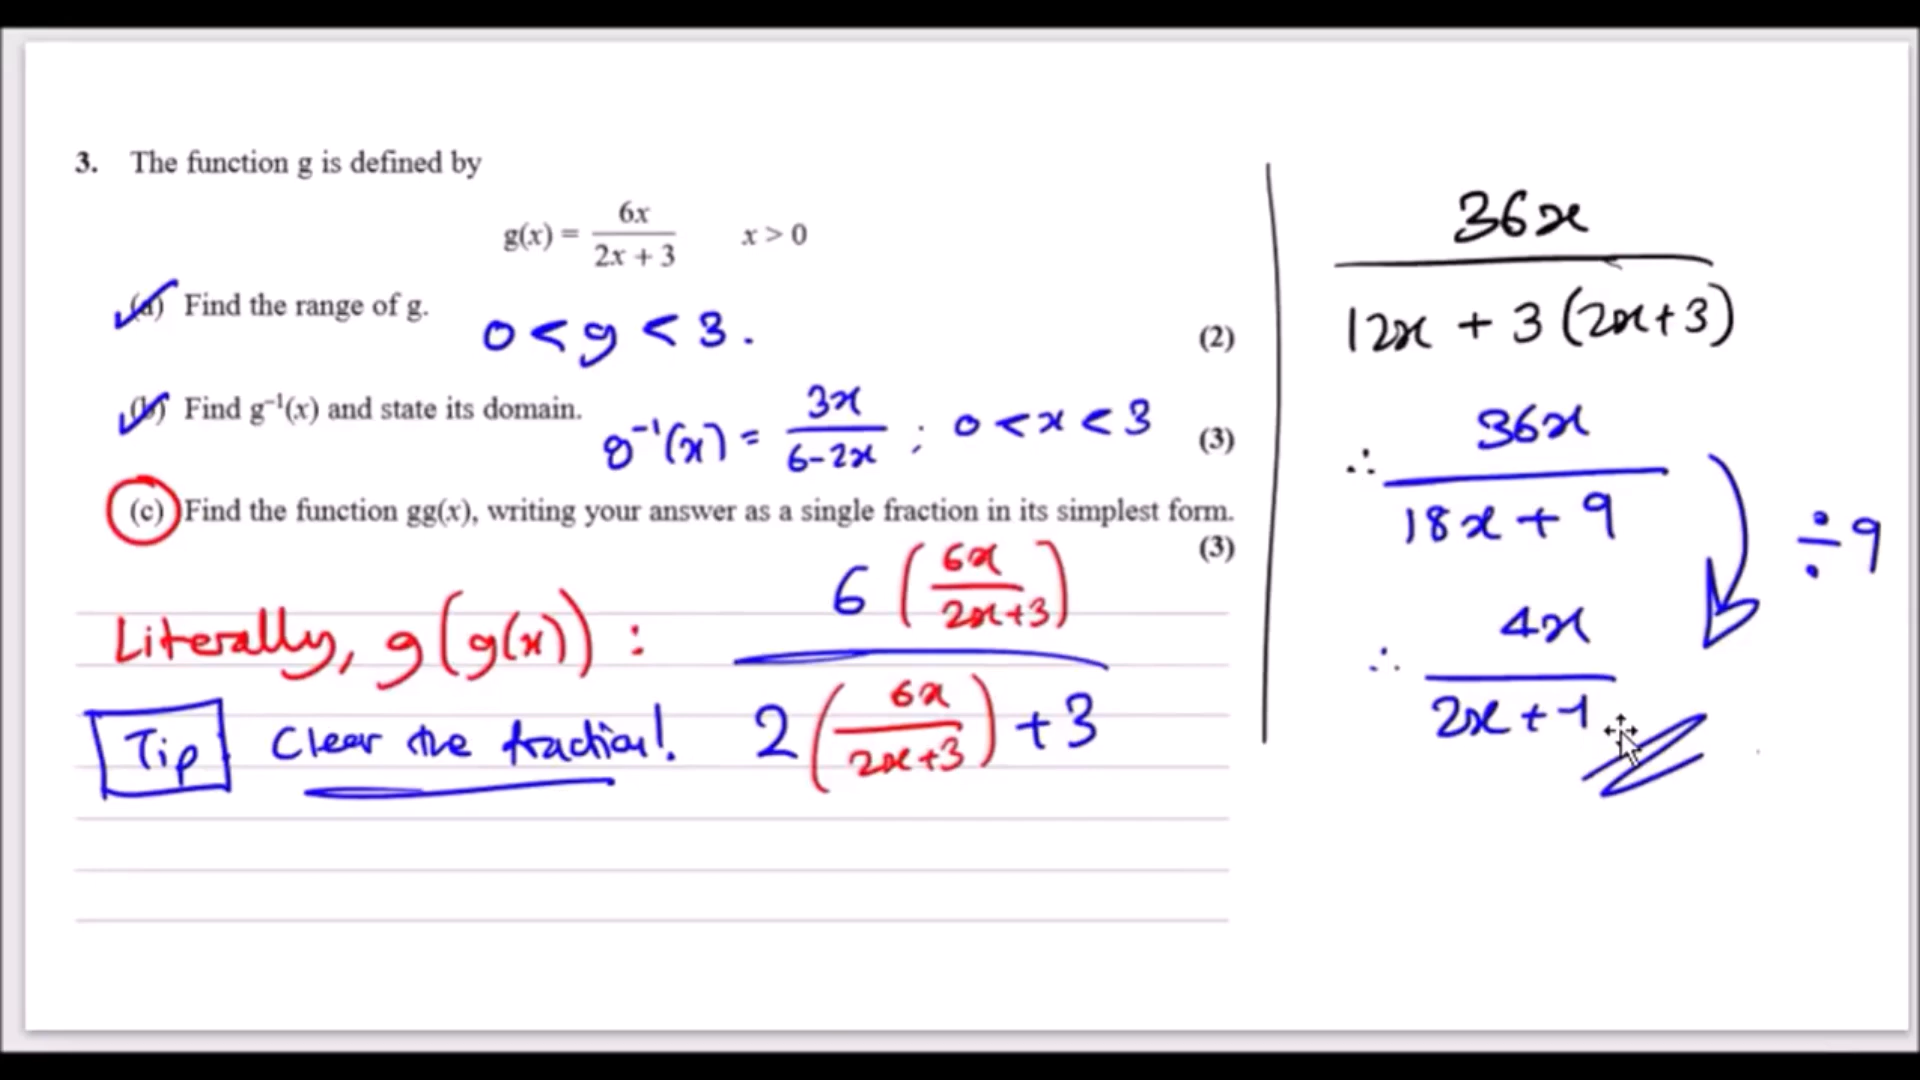 3. The function g is defined by
g(x) = 6x / 2x + 3    x > 0
(a) Find the range of g.
0 < g < 3.
(2)
(b) Find g⁻¹(x) and state its domain.
g⁻¹(x) = 3x / 6-2x ; 0 < x < 3
(3)
(c) Find the function gg(x), writing your answer as a single fraction in its simplest form.
(3)
Literally, g(g(x)) :
6 (6x / 2x+3)
2 (6x / 2x+3) + 3
Tip Clear the fraction!
36x
12x + 3 (2x+3)
∴ 36x / 18x + 9
÷9
∴ 4x / 2x + 1